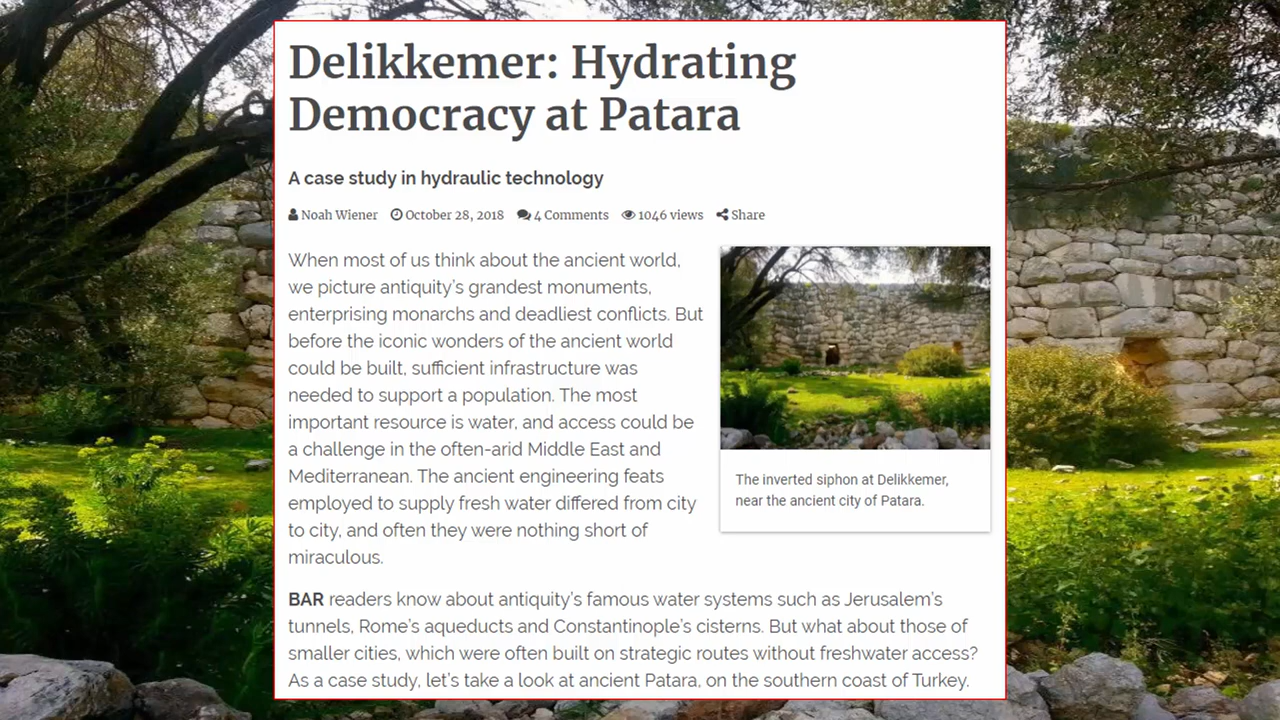 Delikkemer: Hydrating
Democracy at Patara
A case study in hydraulic technology
Noah Wiener October 28, 2018 4 Comments 1046 views Share
When most of us think about the ancient world,
we picture antiquity's grandest monuments,
enterprising monarchs and deadliest conflicts. But
before the iconic wonders of the ancient world
could be built, sufficient infrastructure was
needed to support a population. The most
important resource is water, and access could be
a challenge in the often-arid Middle East and
Mediterranean. The ancient engineering feats
employed to supply fresh water differed from city
to city, and often they were nothing short of
miraculous.
The inverted siphon at Delikkemer,
near the ancient city of Patara.
BAR readers know about antiquity's famous water systems such as Jerusalem's
tunnels, Rome's aqueducts and Constantinople's cisterns. But what about those of
smaller cities, which were often built on strategic routes without freshwater access?
As a case study, let's take a look at ancient Patara, on the southern coast of Turkey.